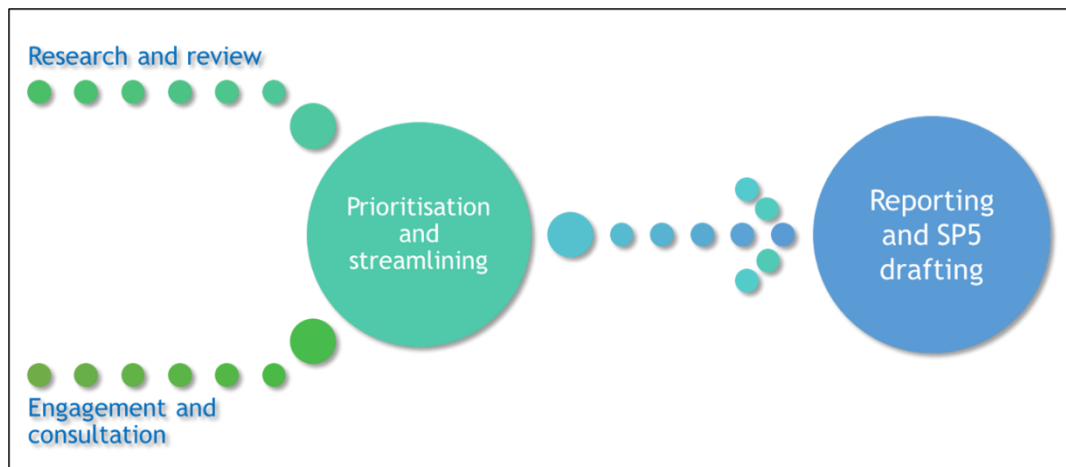 Research and review
Prioritisation
and
streamlining
Reporting
and SP5
drafting
Engagement and
consultation